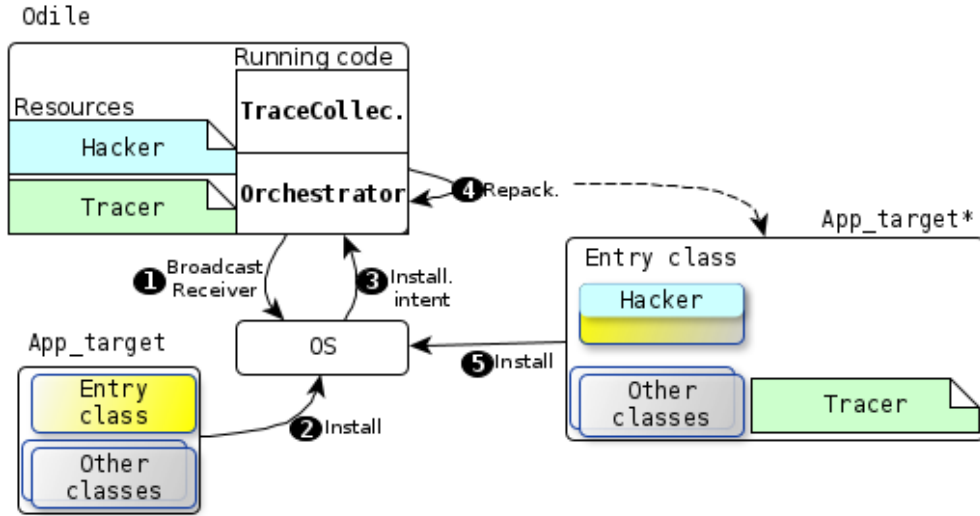 Odile
Running code
TraceCollec.
Resources
Hacker
Tracer
Orchestrator
4 Repack.
App_target*
1 Broadcast
Receiver
3 Install.
intent
Entry class
Hacker
App_target
OS
5 Install
Entry
class
Other
classes
2 Install
Other
classes
Tracer